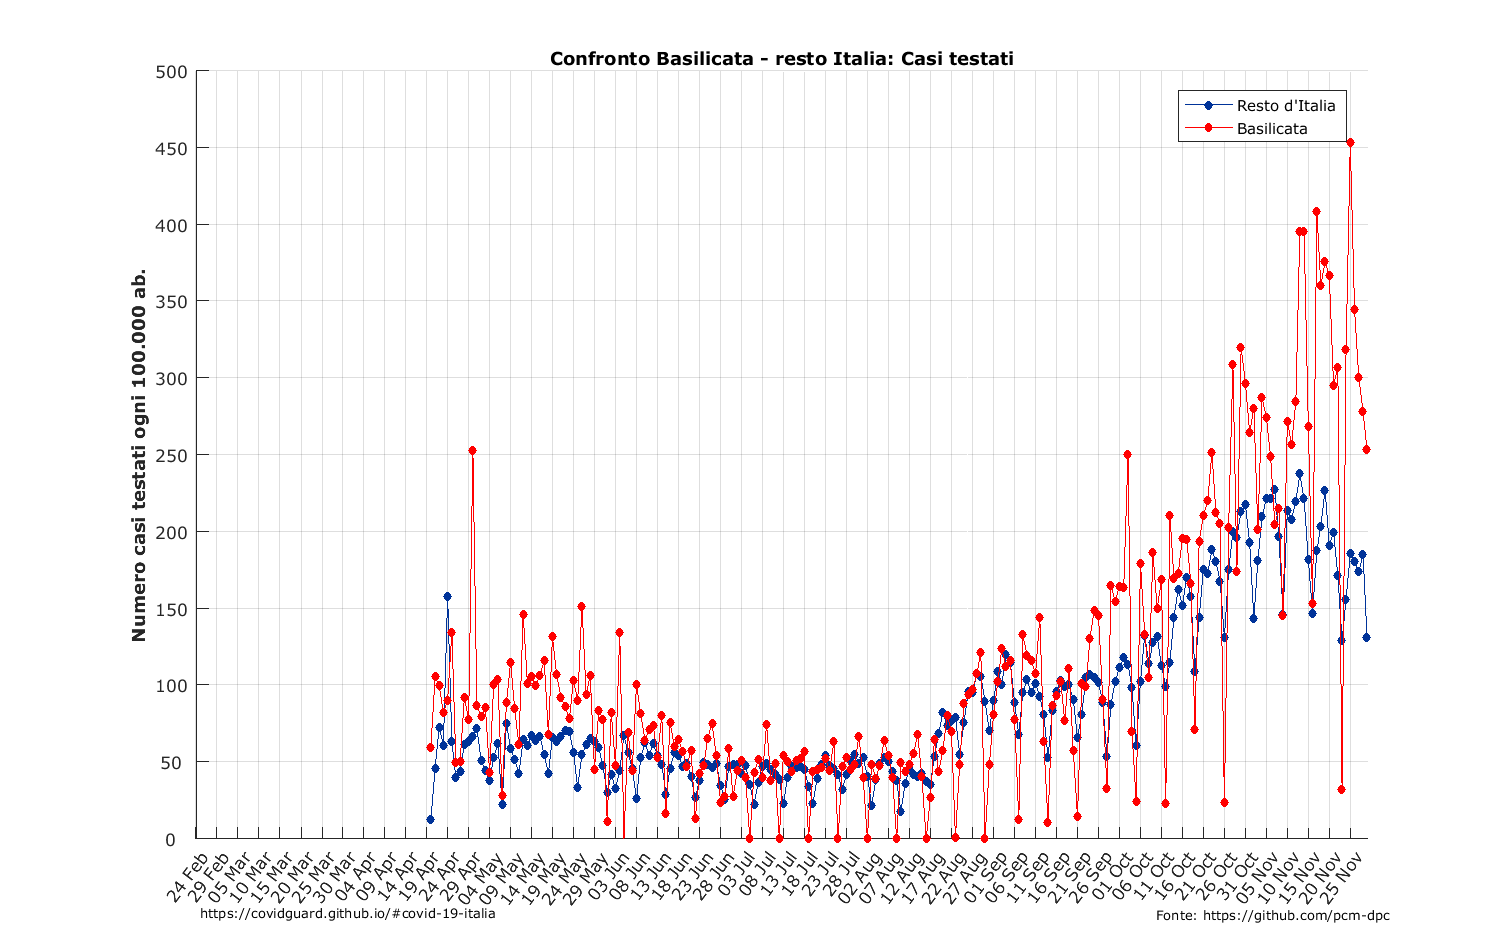 Confronto Basilicata - resto Italia: Casi testati
Resto d'Italia
Basilicata
Numero casi testati ogni 100.000 ab.
500
450
400
350
300
250
200
150
100
50
0
24 Feb
29 Feb
05 Mar
10 Mar
15 Mar
20 Mar
25 Mar
30 Mar
04 Apr
09 Apr
14 Apr
19 Apr
24 Apr
29 Apr
04 May
09 May
14 May
19 May
24 May
29 May
03 Jun
08 Jun
13 Jun
18 Jun
23 Jun
28 Jun
03 Jul
08 Jul
13 Jul
18 Jul
23 Jul
28 Jul
02 Aug
07 Aug
12 Aug
17 Aug
22 Aug
27 Aug
01 Sep
06 Sep
11 Sep
16 Sep
21 Sep
26 Sep
01 Oct
06 Oct
11 Oct
16 Oct
21 Oct
26 Oct
31 Oct
05 Nov
10 Nov
15 Nov
20 Nov
25 Nov
https://covidguard.github.io/#covid-19-italia
Fonte: https://github.com/pcm-dpc